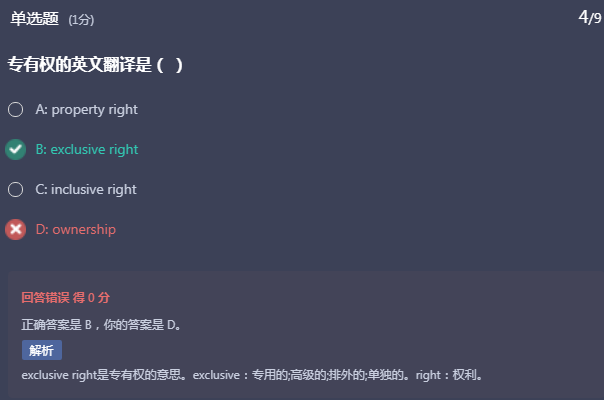 单选题 (1分) 4/9
专有权的英文翻译是（ ）
A: property right
B: exclusive right
C: inclusive right
D: ownership
回答错误 得 0 分
正确答案是 B，你的答案是 D。
解析
exclusive right是专有权的意思。exclusive：专用的;高级的;排外的;单独的。right：权利。